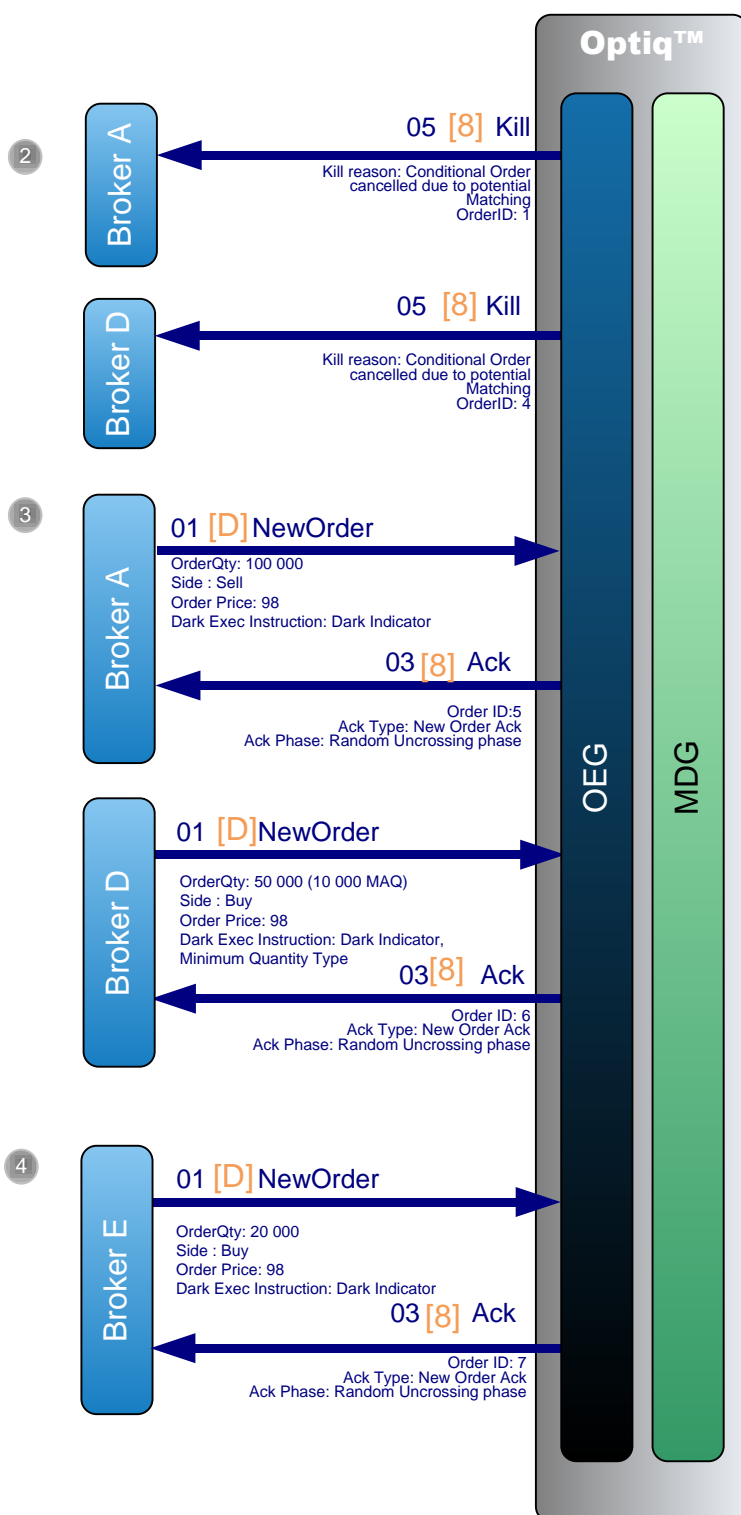 Optiq™
2
Broker A
05 [8] Kill
Kill reason: Conditional Order
cancelled due to potential
Matching
OrderID: 1
Broker D
05 [8] Kill
Kill reason: Conditional Order
cancelled due to potential
Matching
OrderID: 4
3
Broker A
01 [D] NewOrder
OrderQty: 100 000
Side : Sell
Order Price: 98
Dark Exec Instruction: Dark Indicator
03 [8] Ack
Order ID:5
Ack Type: New Order Ack
Ack Phase: Random Uncrossing phase
OEG
MDG
Broker D
01 [D] NewOrder
OrderQty: 50 000 (10 000 MAQ)
Side : Buy
Order Price: 98
Dark Exec Instruction: Dark Indicator,
Minimum Quantity Type
03 [8] Ack
Order ID: 6
Ack Type: New Order Ack
Ack Phase: Random Uncrossing phase
4
Broker E
01 [D] NewOrder
OrderQty: 20 000
Side : Buy
Order Price: 98
Dark Exec Instruction: Dark Indicator
03 [8] Ack
Order ID: 7
Ack Type: New Order Ack
Ack Phase: Random Uncrossing phase